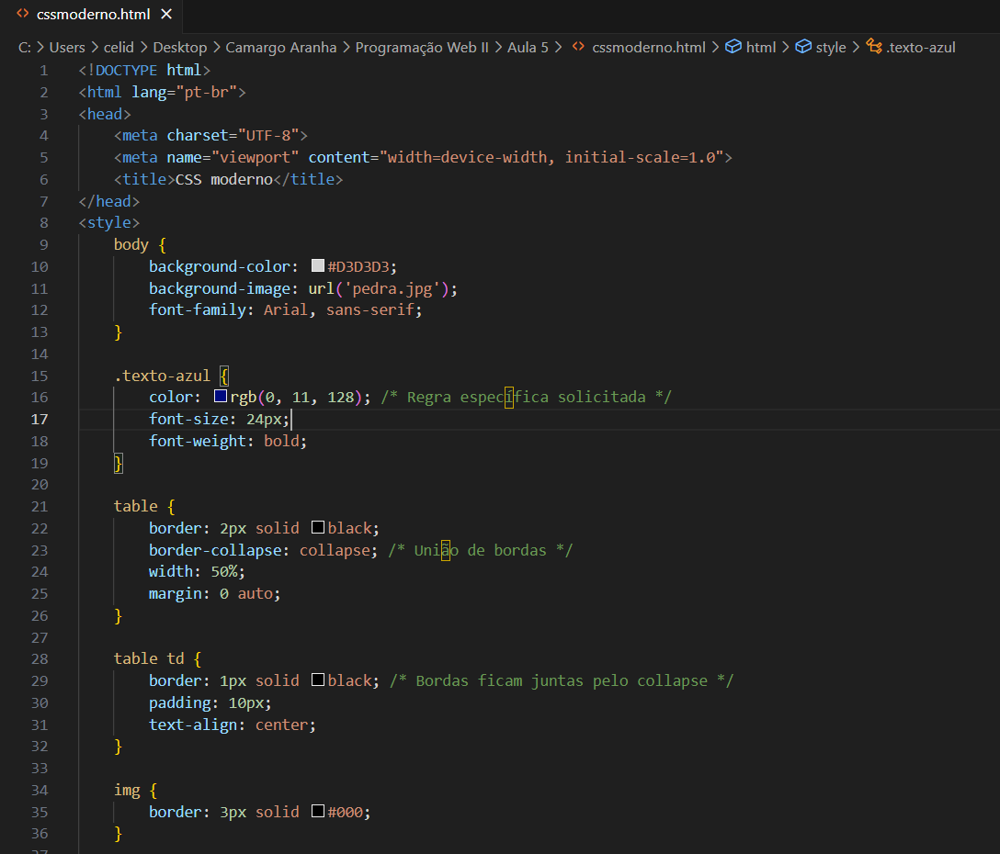 cssmoderno.html
C: > Users > celid > Desktop > Camargo Aranha > Programação Web II > Aula 5 > cssmoderno.html > html > style > .texto-azul
1 <!DOCTYPE html>
2 <html lang="pt-br">
3 <head>
4 <meta charset="UTF-8">
5 <meta name="viewport" content="width=device-width, initial-scale=1.0">
6 <title>CSS moderno</title>
7 </head>
8 <style>
9 body {
10 background-color: #D3D3D3;
11 background-image: url('pedra.jpg');
12 font-family: Arial, sans-serif;
13 }
14
15 .texto-azul {
16 color: rgb(0, 11, 128); /* Regra específica solicitada */
17 font-size: 24px;
18 font-weight: bold;
19 }
20
21 table {
22 border: 2px solid black;
23 border-collapse: collapse; /* União de bordas */
24 width: 50%;
25 margin: 0 auto;
26 }
27
28 table td {
29 border: 1px solid black; /* Bordas ficam juntas pelo collapse */
30 padding: 10px;
31 text-align: center;
32 }
33
34 img {
35 border: 3px solid #000;
36 }
37